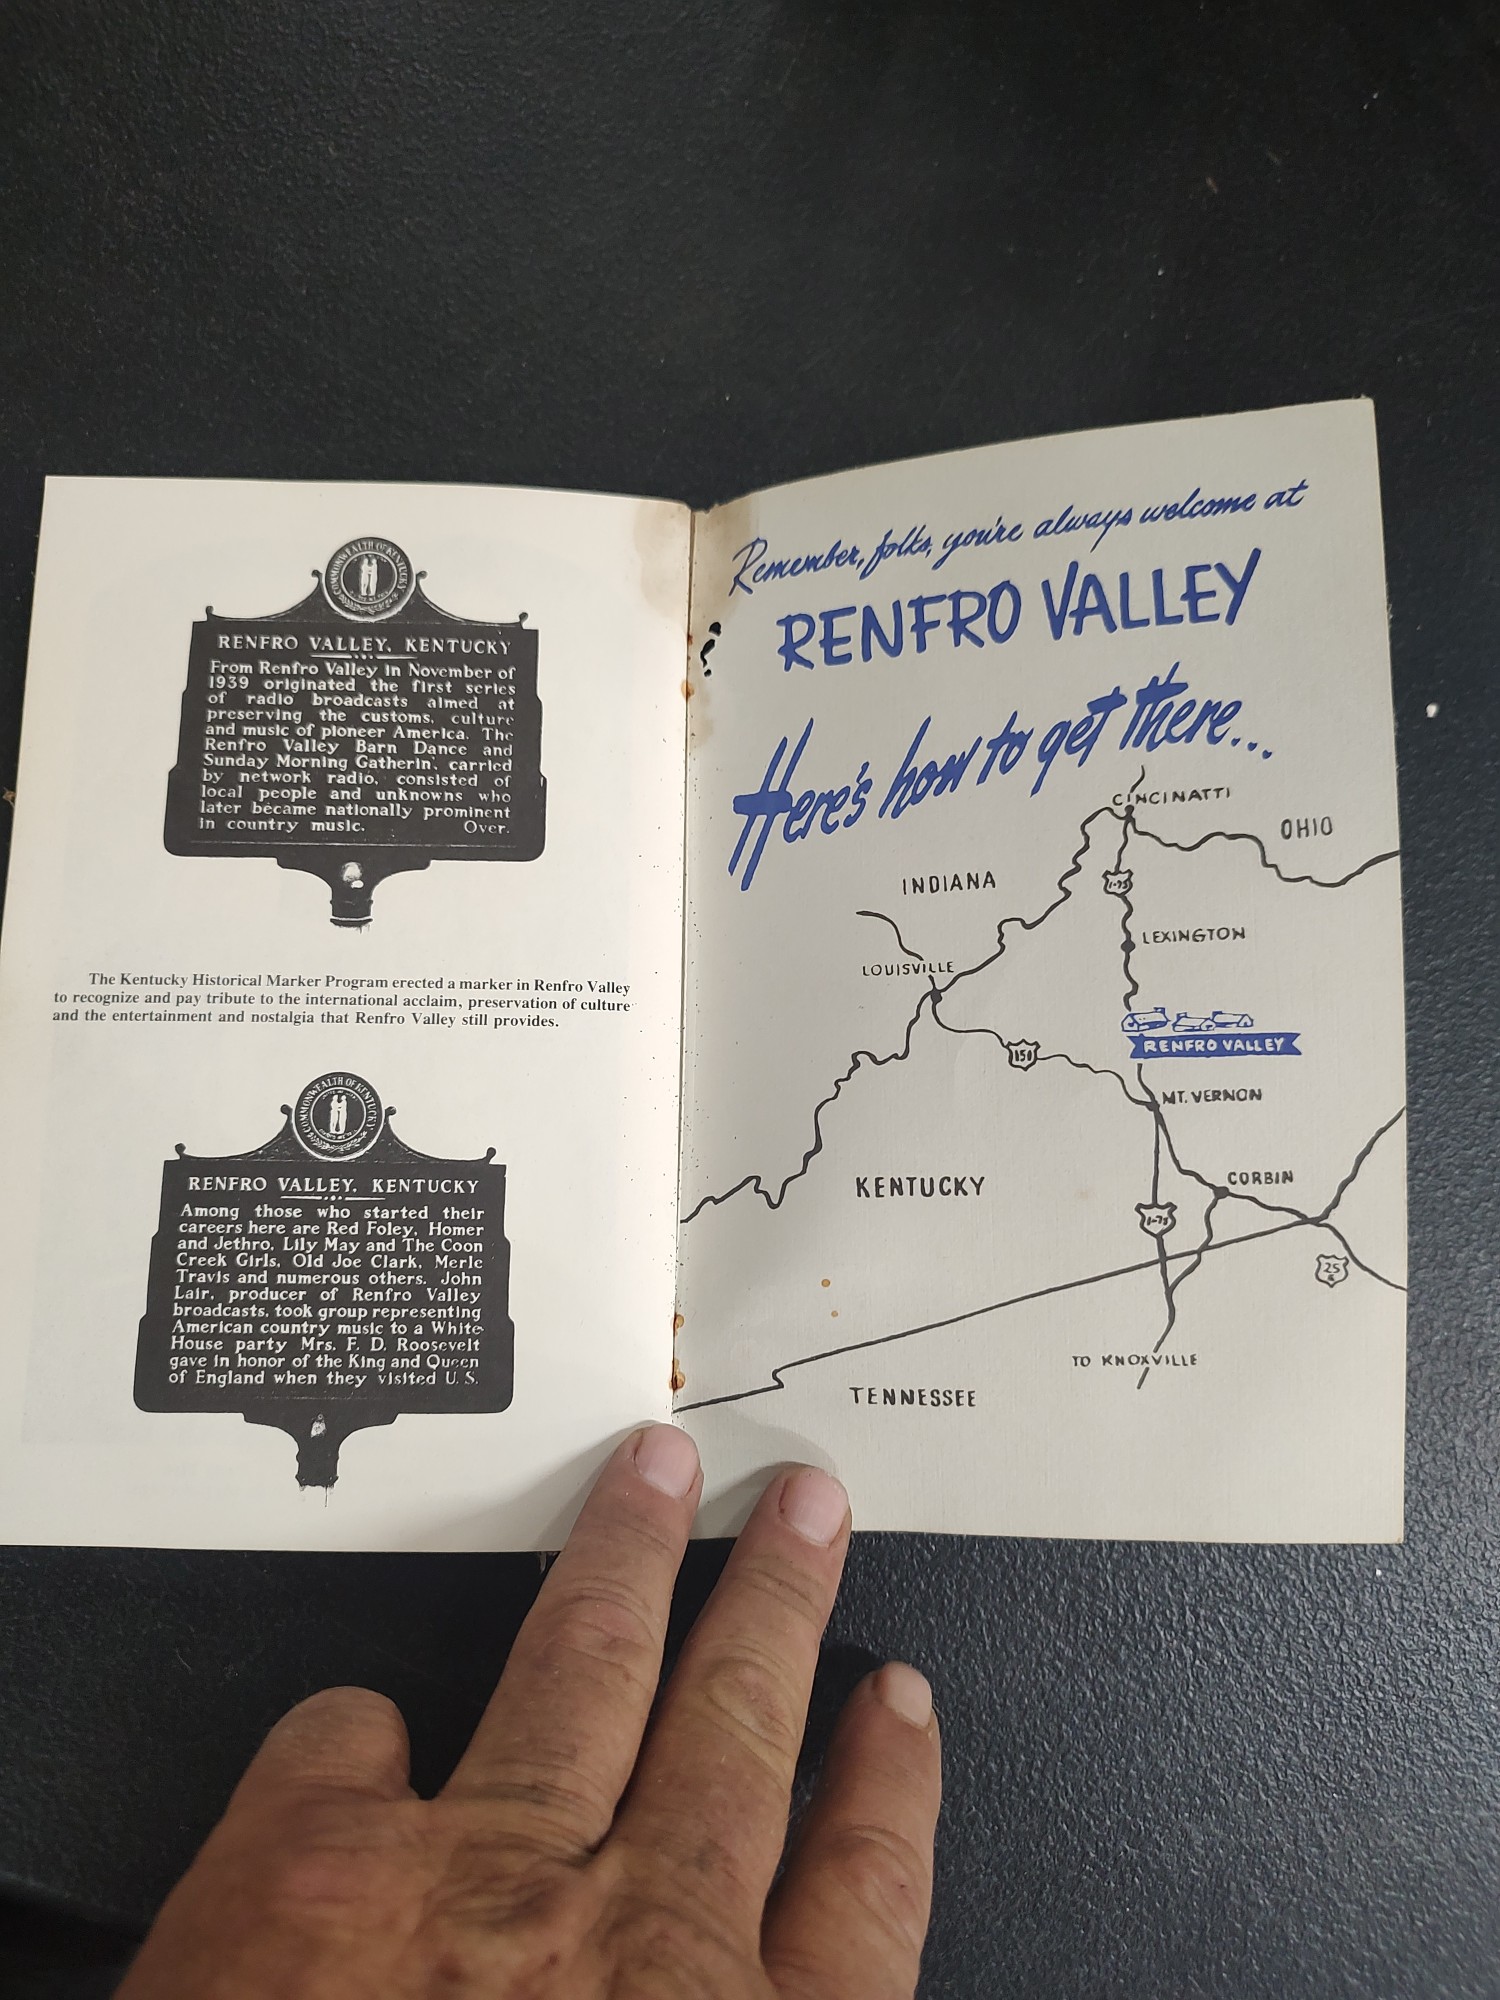 COMMONWEALTH OF KENTUCKY
RENFRO VALLEY, KENTUCKY
From Renfro Valley in November of
1939 originated the first series
of radio broadcasts aimed at
preserving the customs, culture
and music of pioneer America. The
Renfro Valley Barn Dance and
Sunday Morning Gatherin', carried
by network radio, consisted of
local people and unknowns who
later became nationally prominent
in country music. Over.
The Kentucky Historical Marker Program erected a marker in Renfro Valley
to recognize and pay tribute to the international acclaim, preservation of culture
and the entertainment and nostalgia that Renfro Valley still provides.
COMMONWEALTH OF KENTUCKY
RENFRO VALLEY, KENTUCKY
Among those who started their
careers here are Red Foley, Homer
and Jethro, Lily May and The Coon
Creek Girls, Old Joe Clark, Merle
Travis and numerous others. John
Lair, producer of Renfro Valley
broadcasts, took group representing
American country music to a White
House party Mrs. F. D. Roosevelt
gave in honor of the King and Queen
of England when they visited U. S.
Remember, folks, you're always welcome at
RENFRO VALLEY
Here's how to get there...
CINCINATTI
OHIO
INDIANA
I-75
LEXINGTON
LOUISVILLE
RENFRO VALLEY
150
MT. VERNON
KENTUCKY
CORBIN
I-75
25
E
TO KNOXVILLE
TENNESSEE